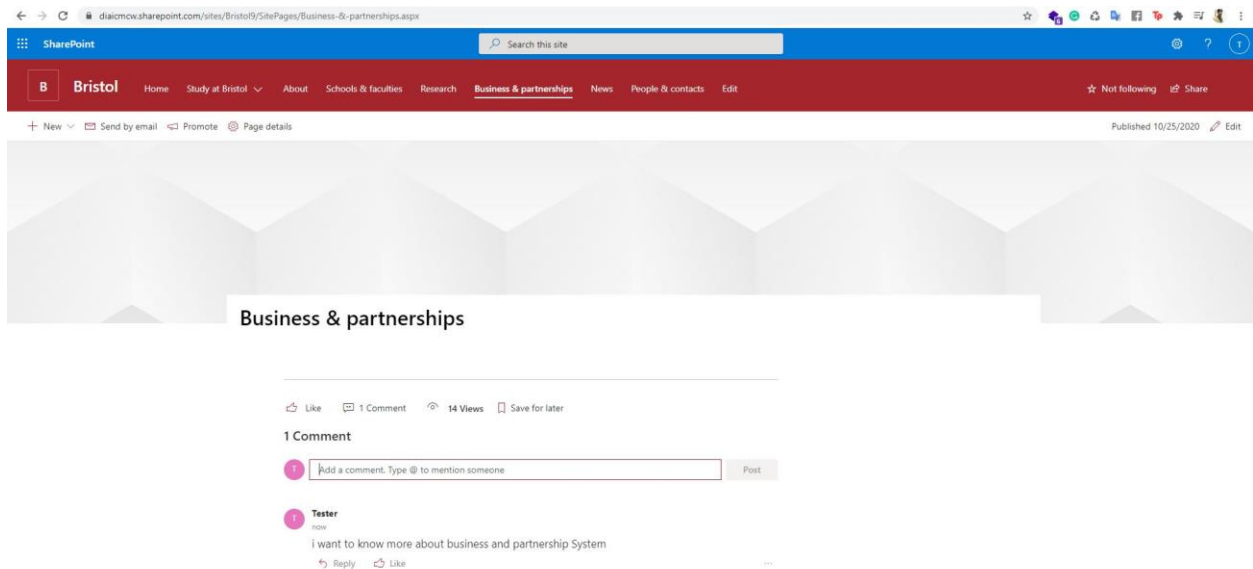 diaicmcw.sharepoint.com/sites/Bristol9/SitePages/Business-&-partnerships.aspx
SharePoint Search this site ? T
B Bristol Home Study at Bristol About Schools & faculties Research Business & partnerships News People & contacts Edit Not following Share
New Send by email Promote Page details Published 10/25/2020 Edit
Business & partnerships
Like 1 Comment 14 Views Save for later
1 Comment
T Add a comment. Type @ to mention someone Post
T Tester
now
i want to know more about business and partnership System
Reply Like ...